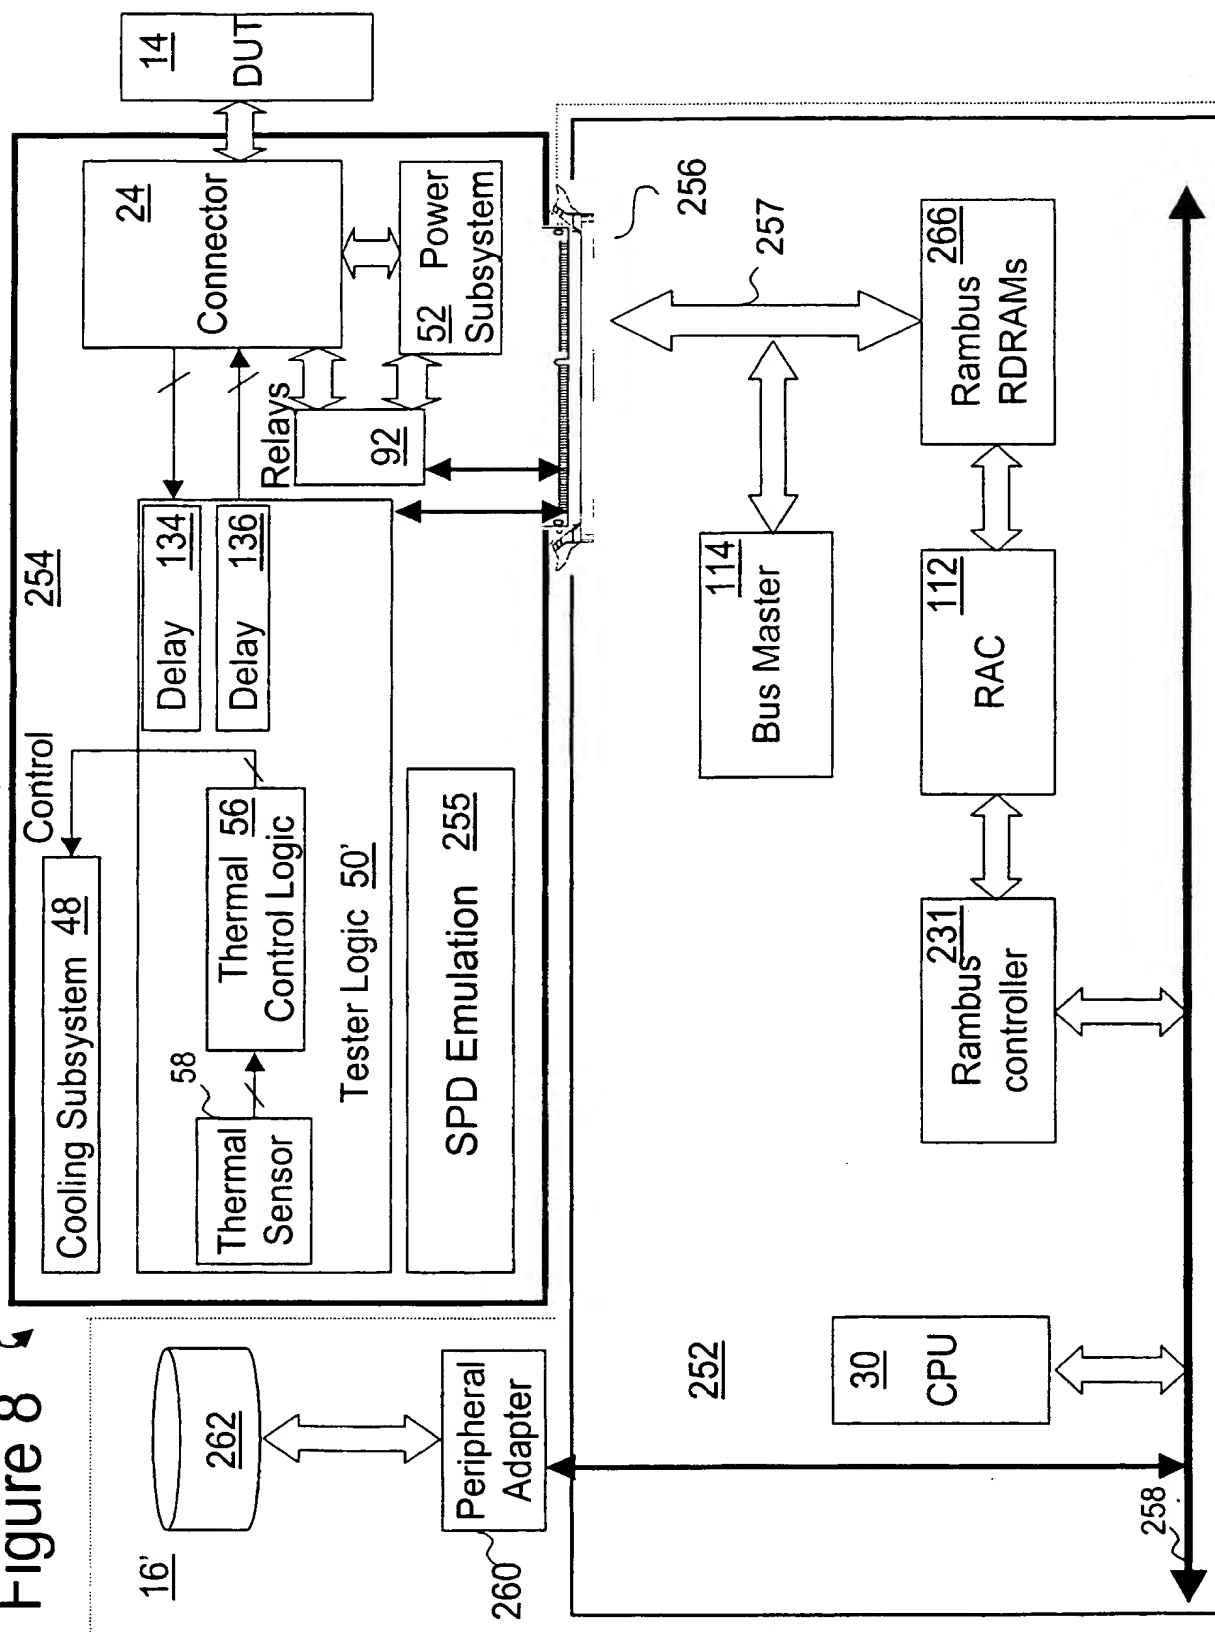 Figure 8
254
Control
Cooling Subsystem 48
Thermal
Sensor
58
Thermal 56
Control Logic
Tester Logic 50'
Delay 134
Delay 136
SPD Emulation 255
24
Connector
14
DUT
Relays
92
52 Power
Subsystem
16'
262
Peripheral
Adapter
260
256
257
252
114
Bus Master
30
CPU
231
Rambus
controller
112
RAC
266
Rambus
RDRAMs
258